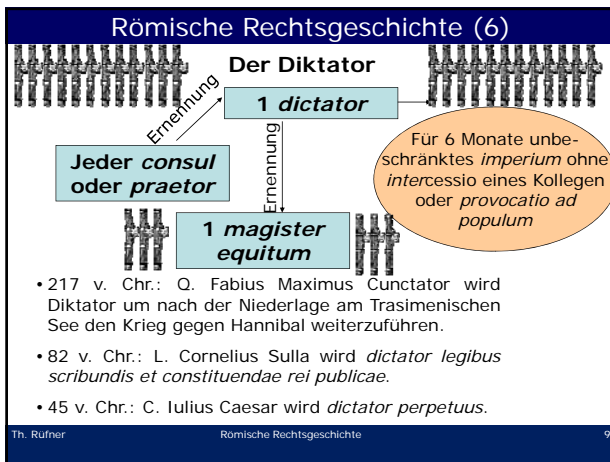 Römische Rechtsgeschichte (6)
Der Diktator
Ernennung
1 dictator
Jeder consul
oder praetor
Ernennung
Für 6 Monate unbe-
schränktes imperium ohne
intercessio eines Kollegen
oder provocatio ad
populum
1 magister
equitum
• 217 v. Chr.: Q. Fabius Maximus Cunctator wird
Diktator um nach der Niederlage am Trasimenischen
See den Krieg gegen Hannibal weiterzuführen.
• 82 v. Chr.: L. Cornelius Sulla wird dictator legibus
scribundis et constituendae rei publicae.
• 45 v. Chr.: C. Iulius Caesar wird dictator perpetuus.
Th. Rüfner Römische Rechtsgeschichte 9